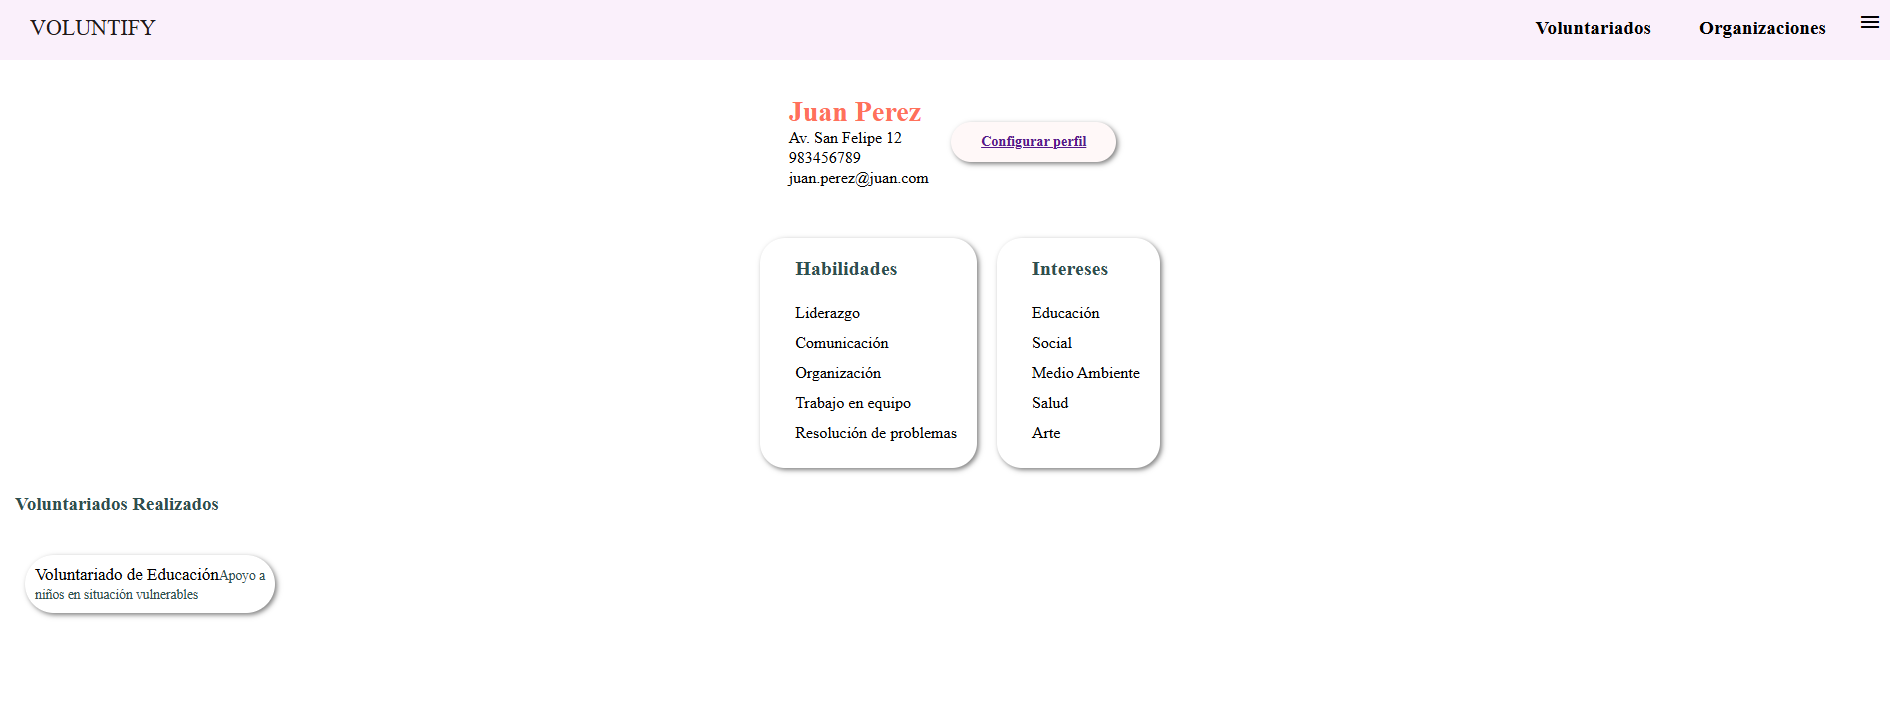 VOLUNTIFY
Voluntariados
Organizaciones
Juan Perez
Av. San Felipe 12
983456789
juan.perez@juan.com
Configurar perfil
Habilidades
Liderazgo
Comunicación
Organización
Trabajo en equipo
Resolución de problemas
Intereses
Educación
Social
Medio Ambiente
Salud
Arte
Voluntariados Realizados
Voluntariado de EducaciónApoyo a
niños en situación vulnerables